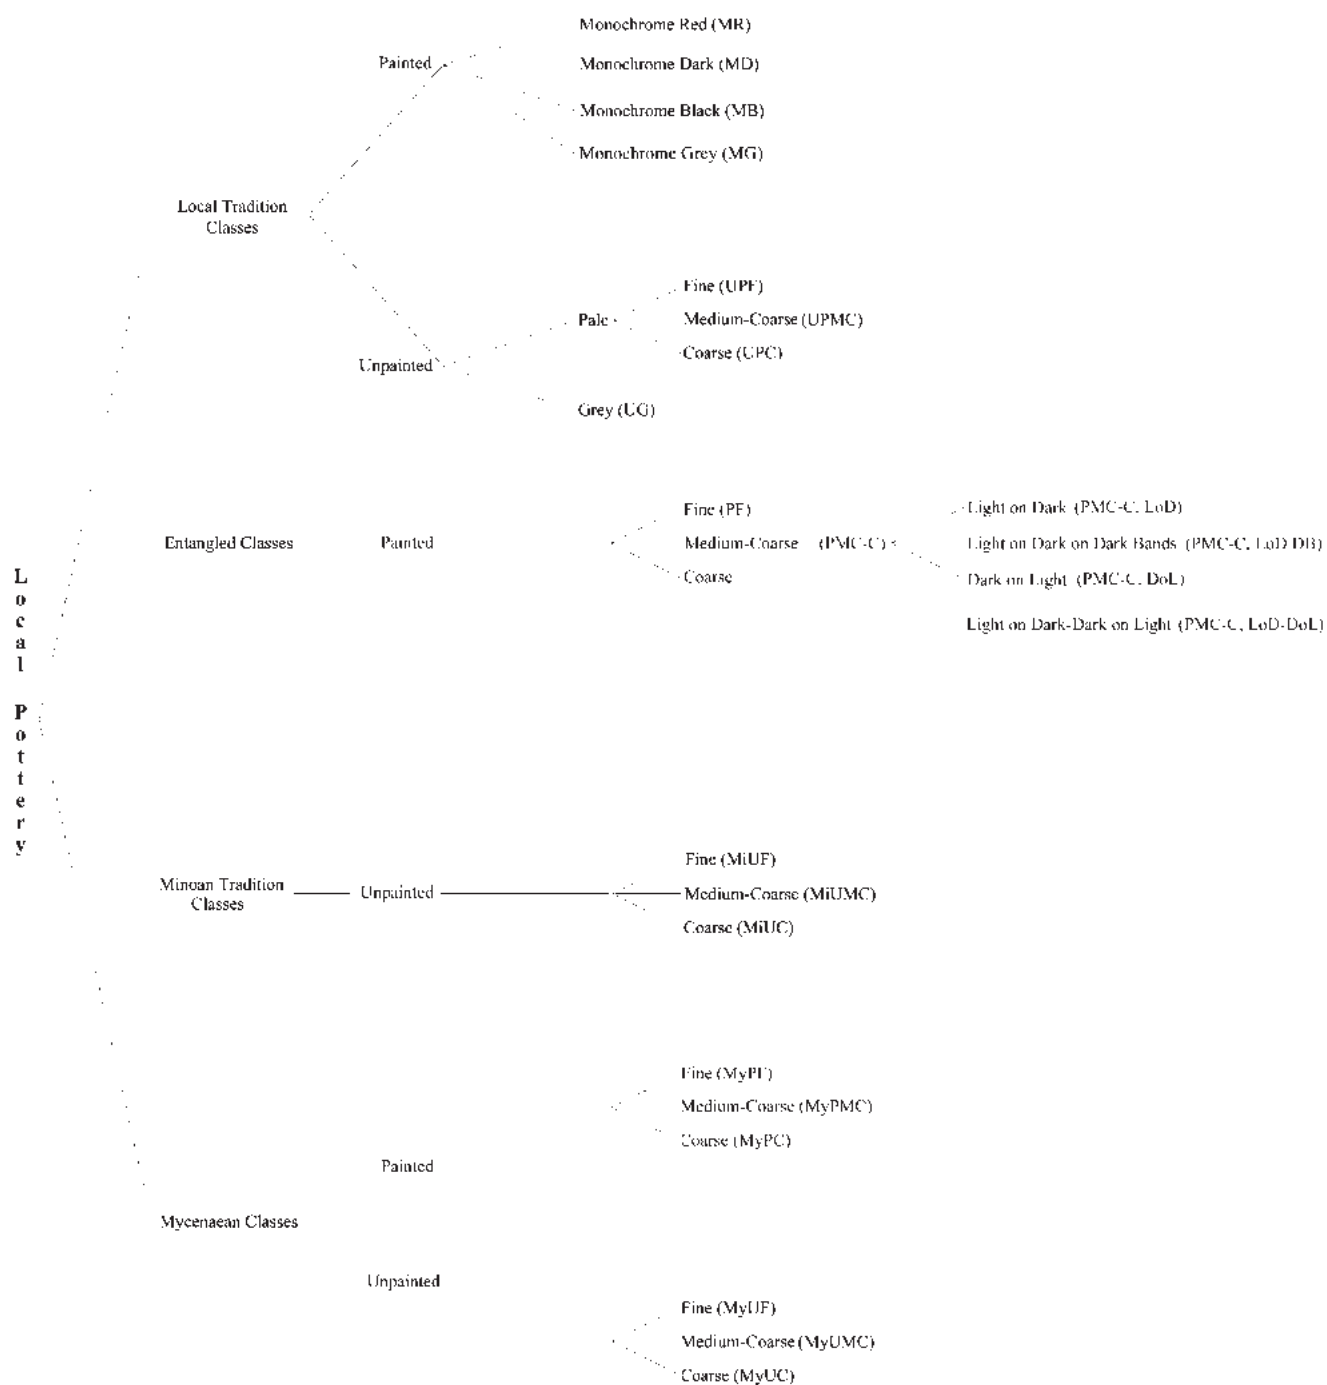 Local Pottery
Monochrome Red (MR)
Painted
Monochrome Dark (MD)
Monochrome Black (MB)
Monochrome Grey (MG)
Local Tradition
Classes
Fine (UPF)
Pale
Medium-Coarse (UPMC)
Coarse (UPC)
Unpainted
Grey (UG)
Entangled Classes
Painted
Fine (PF)
Medium-Coarse (PMC-C)
Coarse
Light on Dark (PMC-C, LoD)
Light on Dark on Dark Bands (PMC-C, LoD DB)
Dark on Light (PMC-C, DoL)
Light on Dark-Dark on Light (PMC-C, LoD-DoL)
Minoan Tradition
Classes
Unpainted
Fine (MiUF)
Medium-Coarse (MiUMC)
Coarse (MiUC)
Mycenaean Classes
Painted
Fine (MyPF)
Medium-Coarse (MyPMC)
Coarse (MyPC)
Unpainted
Fine (MyUF)
Medium-Coarse (MyUMC)
Coarse (MyUC)